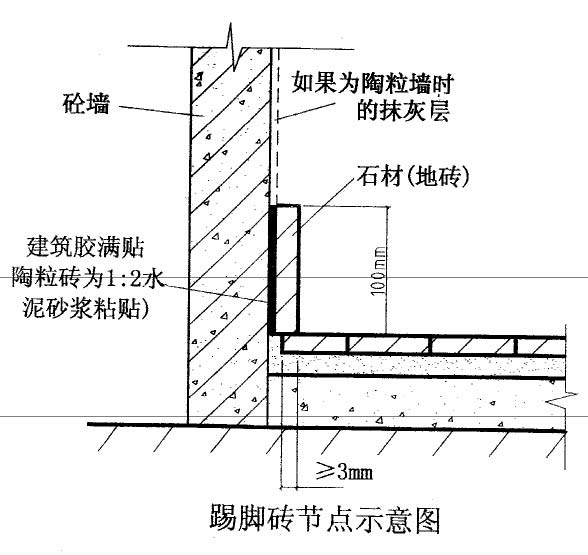 如果为陶粒墙时
的抹灰层
砼墙
石材(地砖)
建筑胶满贴
陶粒砖为1:2水
泥砂浆粘贴)
100mm
≥3mm
踢脚砖节点示意图